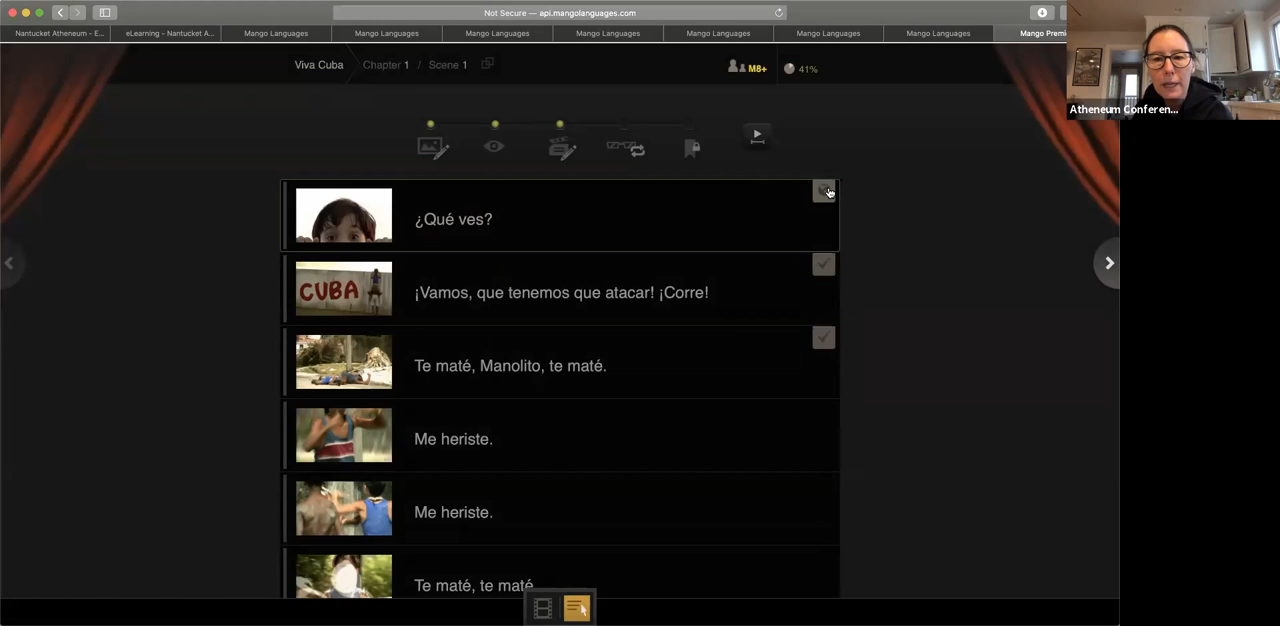 Not Secure — api.mangolanguages.com
Nantucket Atheneum - E...
eLearning - Nantucket A...
Mango Languages
Mango Languages
Mango Languages
Mango Languages
Mango Languages
Mango Languages
Mango Languages
Mango Premi
Viva Cuba
Chapter 1 / Scene 1
M8+
41%
Atheneum Conferen...
¿Qué ves?
CUBA
¡Vamos, que tenemos que atacar! ¡Corre!
Te maté, Manolito, te maté.
Me heriste.
Me heriste.
Te maté, te maté